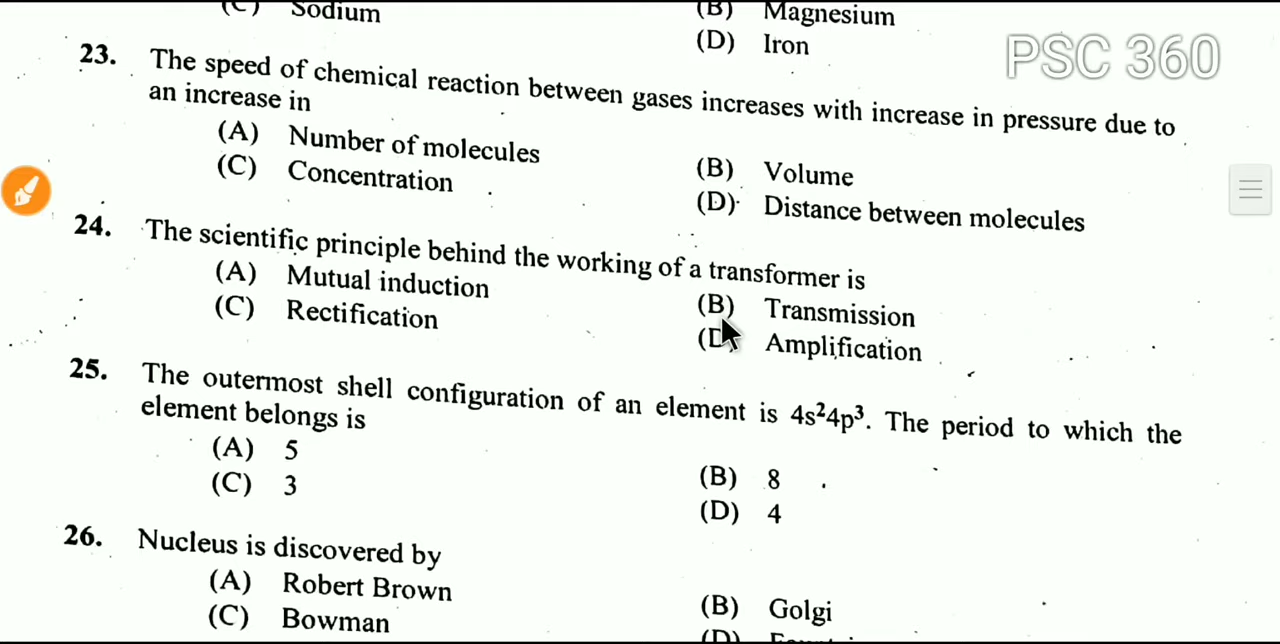 (C) Sodium
(B) Magnesium
(D) Iron
PSC 360
23. The speed of chemical reaction between gases increases with increase in pressure due to
an increase in
(A) Number of molecules
(B) Volume
(C) Concentration
(D) Distance between molecules
24. The scientific principle behind the working of a transformer is
(A) Mutual induction
(B) Transmission
(C) Rectification
(D) Amplification
25. The outermost shell configuration of an element is 4s²4p³. The period to which the
element belongs is
(A) 5
(B) 8
(C) 3
(D) 4
26. Nucleus is discovered by
(A) Robert Brown
(B) Golgi
(C) Bowman
(D)